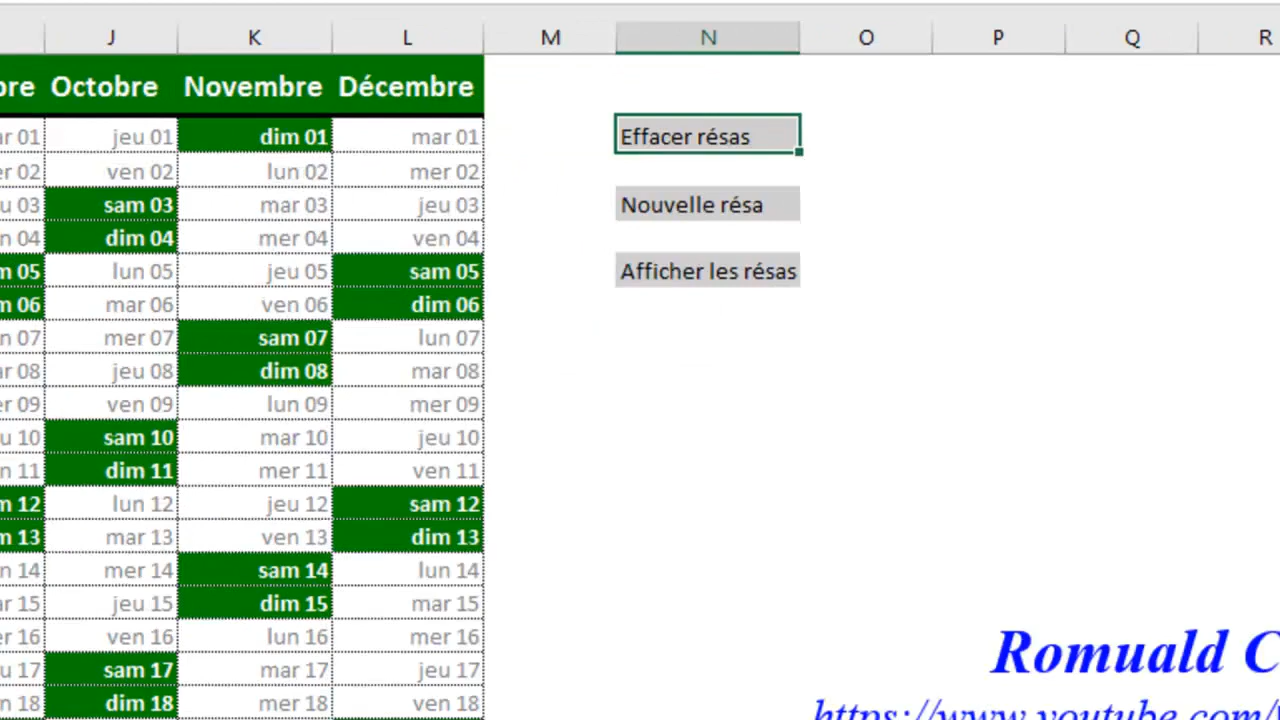 J K L M N O P Q R
bre Octobre Novembre Décembre
ar 01 jeu 01 dim 01 mar 01 Effacer résas
er 02 ven 02 lun 02 mer 02
u 03 sam 03 mar 03 jeu 03 Nouvelle résa
n 04 dim 04 mer 04 ven 04
m 05 lun 05 jeu 05 sam 05 Afficher les résas
m 06 mar 06 ven 06 dim 06
n 07 mer 07 sam 07 lun 07
ar 08 jeu 08 dim 08 mar 08
er 09 ven 09 lun 09 mer 09
u 10 sam 10 mar 10 jeu 10
n 11 dim 11 mer 11 ven 11
m 12 lun 12 jeu 12 sam 12
m 13 mar 13 ven 13 dim 13
n 14 mer 14 sam 14 lun 14
ar 15 jeu 15 dim 15 mar 15
er 16 ven 16 lun 16 mer 16
u 17 sam 17 mar 17 jeu 17
n 18 dim 18 mer 18 ven 18
Romuald C
https://www.youtube.com/